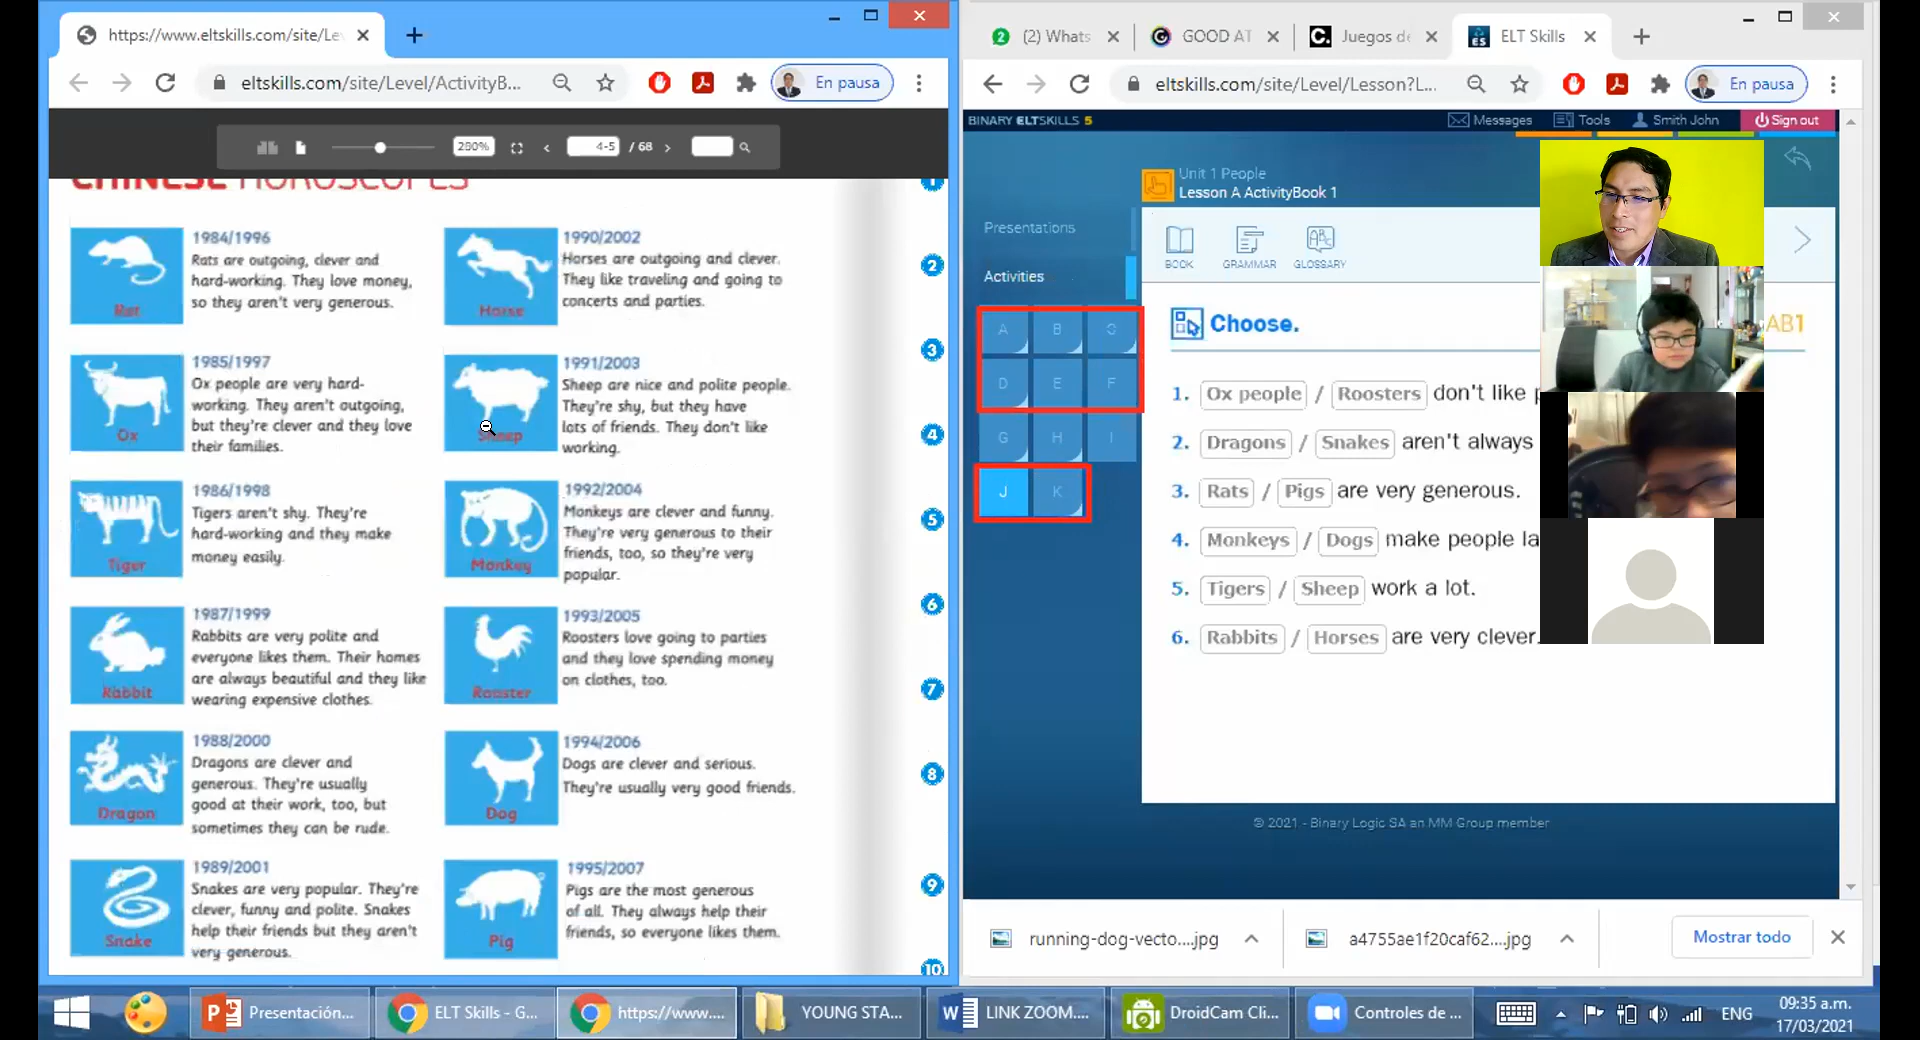 https://www.eltskills.com/site/Le
eltskills.com/site/Level/ActivityB...
En pausa
280%
4-5 / 68
CHINESE HOROSCOPES
1984/1996
Rats are outgoing, clever and
hard-working. They love money,
so they aren't very generous.
Rat
1985/1997
Ox people are very hard-
working. They aren't outgoing,
but they're clever and they love
their families.
Ox
1986/1998
Tigers aren't shy. They're
hard-working and they make
money easily.
Tiger
1987/1999
Rabbits are very polite and
everyone likes them. Their homes
are always beautiful and they like
wearing expensive clothes.
Rabbit
1988/2000
Dragons are clever and
generous. They're usually
good at their work, too, but
sometimes they can be rude.
Dragon
1989/2001
Snakes are very popular. They're
clever, funny and polite. Snakes
help their friends but they aren't
very generous.
Snake
1990/2002
Horses are outgoing and clever.
They like traveling and going to
concerts and parties.
Horse
1991/2003
Sheep are nice and polite people.
They're shy, but they have
lots of friends. They don't like
working.
Sheep
1992/2004
Monkeys are clever and funny.
They're very generous to their
friends, too, so they're very
popular.
Monkey
1993/2005
Roosters love going to parties
and they love spending money
on clothes, too.
Rooster
1994/2006
Dogs are clever and serious.
They're usually very good friends.
Dog
1995/2007
Pigs are the most generous
of all. They always help their
friends, so everyone likes them.
Pig
1
2
3
4
5
6
7
8
9
10
(2) Whats
GOOD AT
Juegos de
ELT Skills
eltskills.com/site/Level/Lesson?L...
En pausa
BINARY ELTSKILLS 5
Messages
Tools
Smith John
Sign out
Unit 1 People
Lesson A ActivityBook 1
Presentations
Activities
BOOK
GRAMMAR
GLOSSARY
A B C
D E F
G H I
J K
Choose.
AB1
1. Ox people / Roosters don't like p
2. Dragons / Snakes aren't always
3. Rats / Pigs are very generous.
4. Monkeys / Dogs make people la
5. Tigers / Sheep work a lot.
6. Rabbits / Horses are very clever.
© 2021 - Binary Logic SA an MM Group member
running-dog-vecto....jpg
a4755ae1f20caf62....jpg
Mostrar todo
Presentación...
ELT Skills - G...
https://www....
YOUNG STA...
LINK ZOOM....
DroidCam Cli...
Controles de ...
ENG
09:35 a.m.
17/03/2021